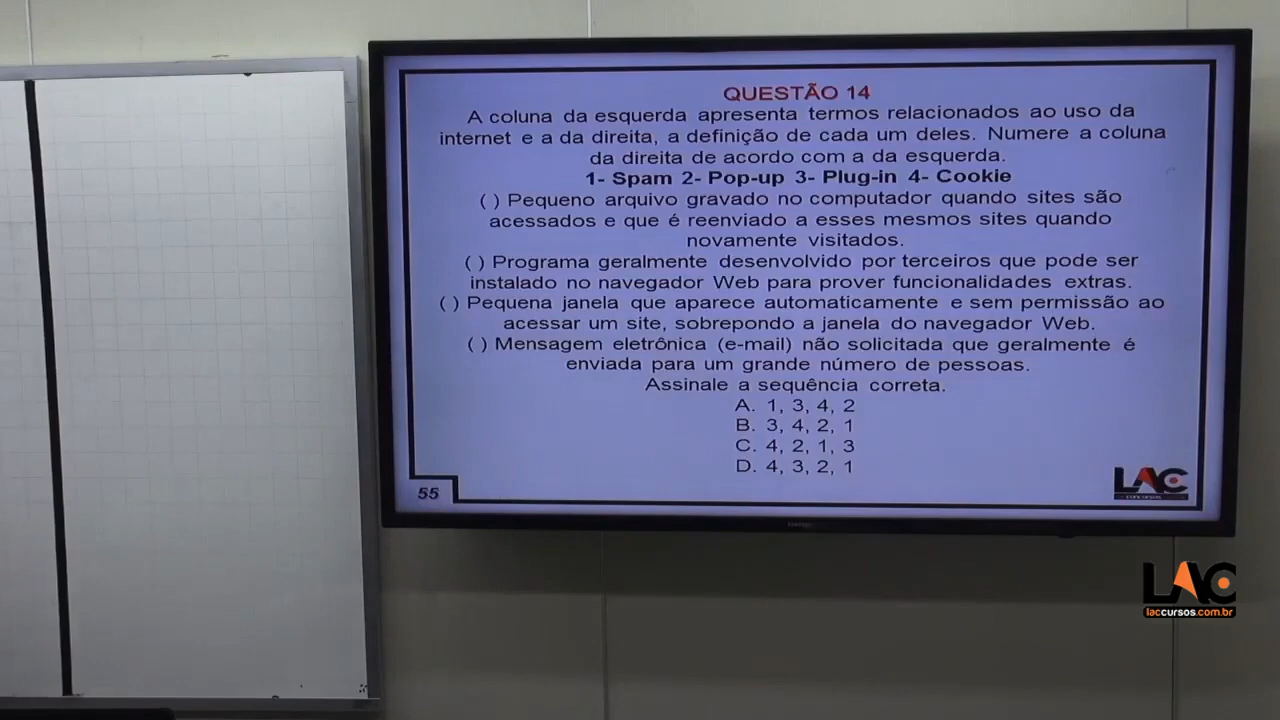 QUESTÃO 14
A coluna da esquerda apresenta termos relacionados ao uso da
internet e a da direita, a definição de cada um deles. Numere a coluna
da direita de acordo com a da esquerda.
1- Spam 2- Pop-up 3- Plug-in 4- Cookie
( ) Pequeno arquivo gravado no computador quando sites são
acessados e que é reenviado a esses mesmos sites quando
novamente visitados.
( ) Programa geralmente desenvolvido por terceiros que pode ser
instalado no navegador Web para prover funcionalidades extras.
( ) Pequena janela que aparece automaticamente e sem permissão ao
acessar um site, sobrepondo a janela do navegador Web.
( ) Mensagem eletrônica (e-mail) não solicitada que geralmente é
enviada para um grande número de pessoas.
Assinale a sequência correta.
A. 1, 3, 4, 2
B. 3, 4, 2, 1
C. 4, 2, 1, 3
D. 4, 3, 2, 1
55
LAC
CONCURSOS
LAC
laccursos.com.br